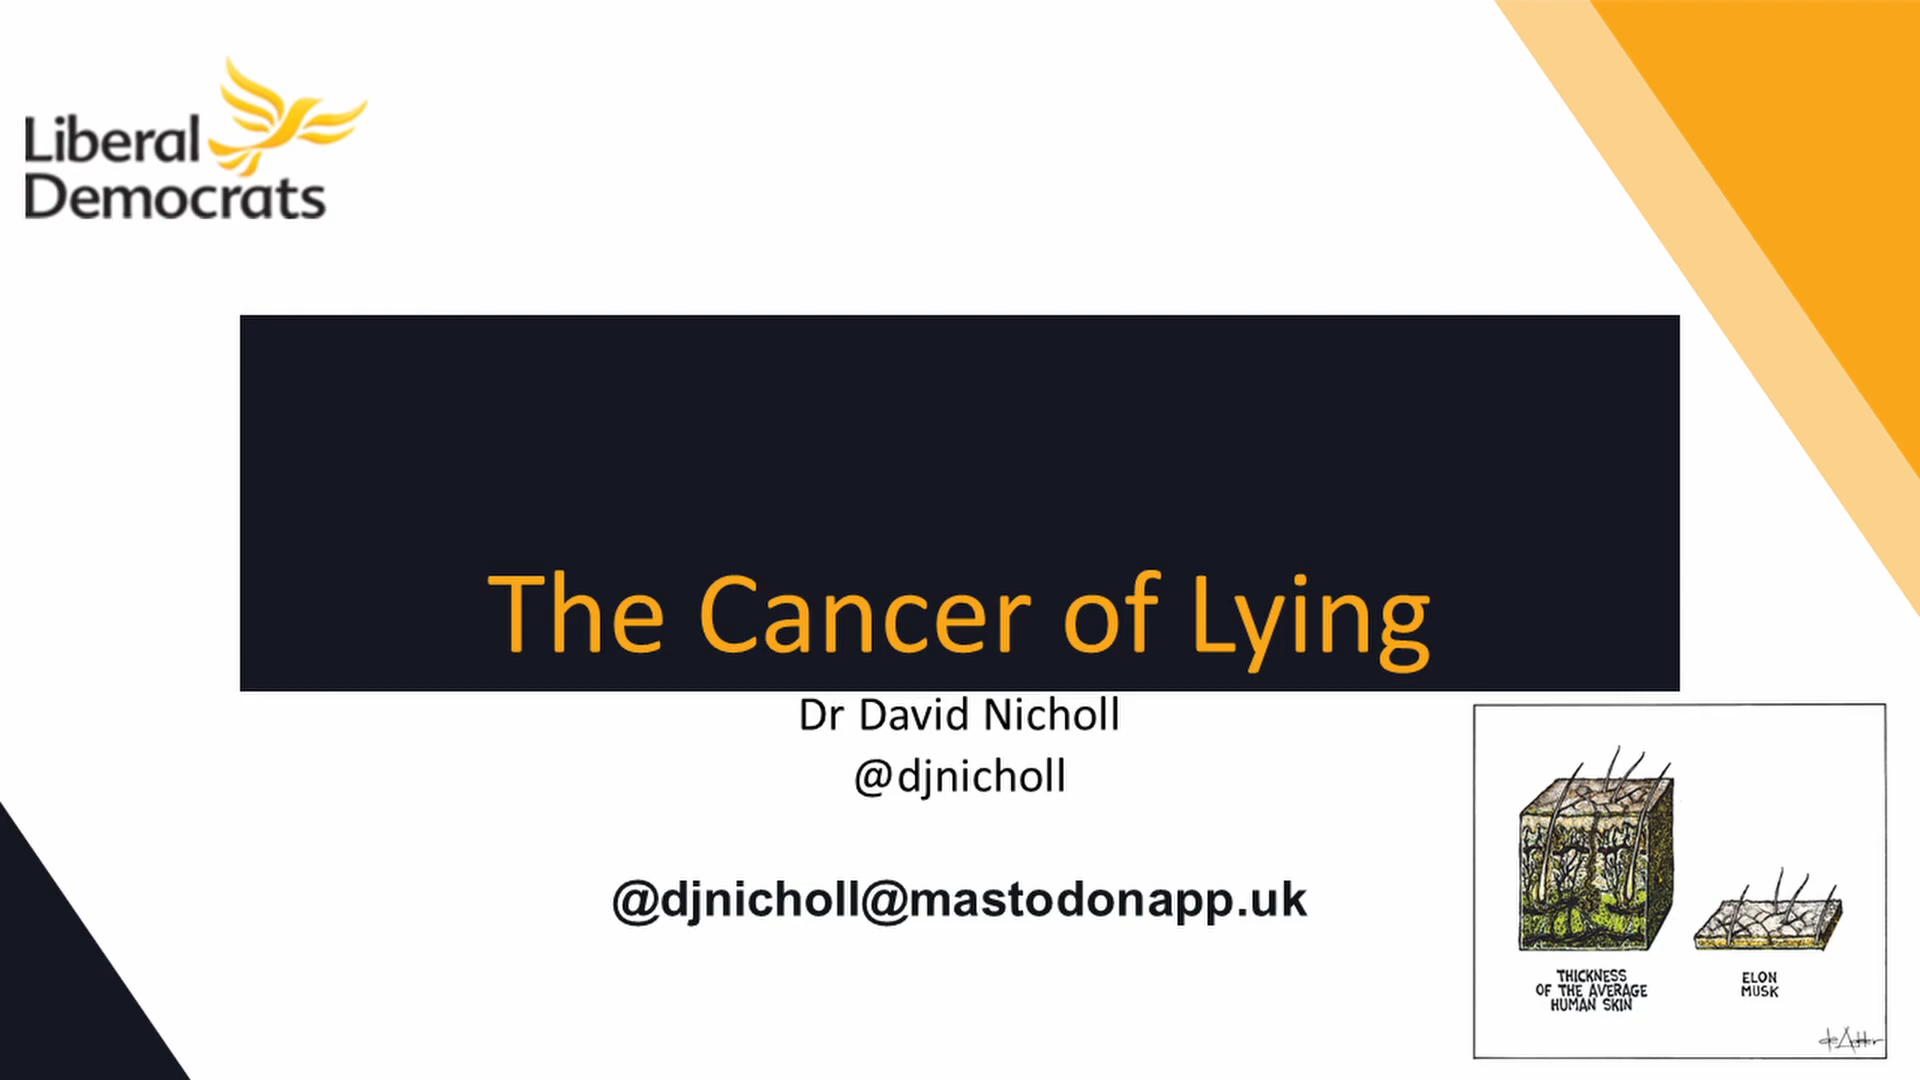 Liberal
Democrats
The Cancer of Lying
Dr David Nicholl
@djnicholl
@djnicholl@mastodonapp.uk
THICKNESS
OF THE AVERAGE
HUMAN SKIN
ELON
MUSK
deAdder